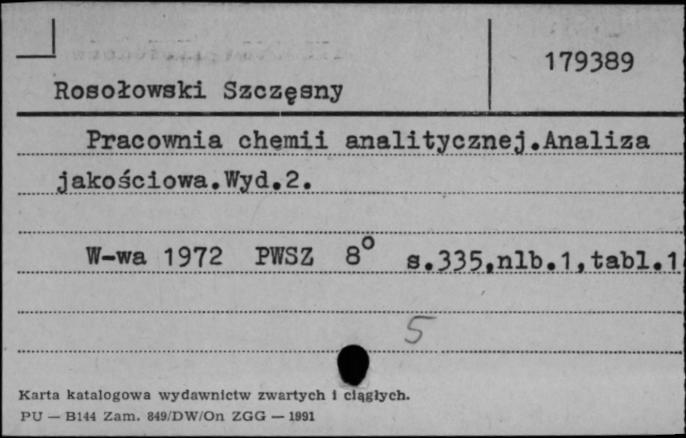 179389
Rosołowski Szczęsny
Pracownia chemii analitycznej.Analiza
jakościowa.Wyd.2.
W-wa 1972 PWSZ 8° s.335,nlb.1,tabl.1
5
Karta katalogowa wydawnictw zwartych i ciągłych.
PU — B144 Zam. 849/DW/On ZGG — 1991